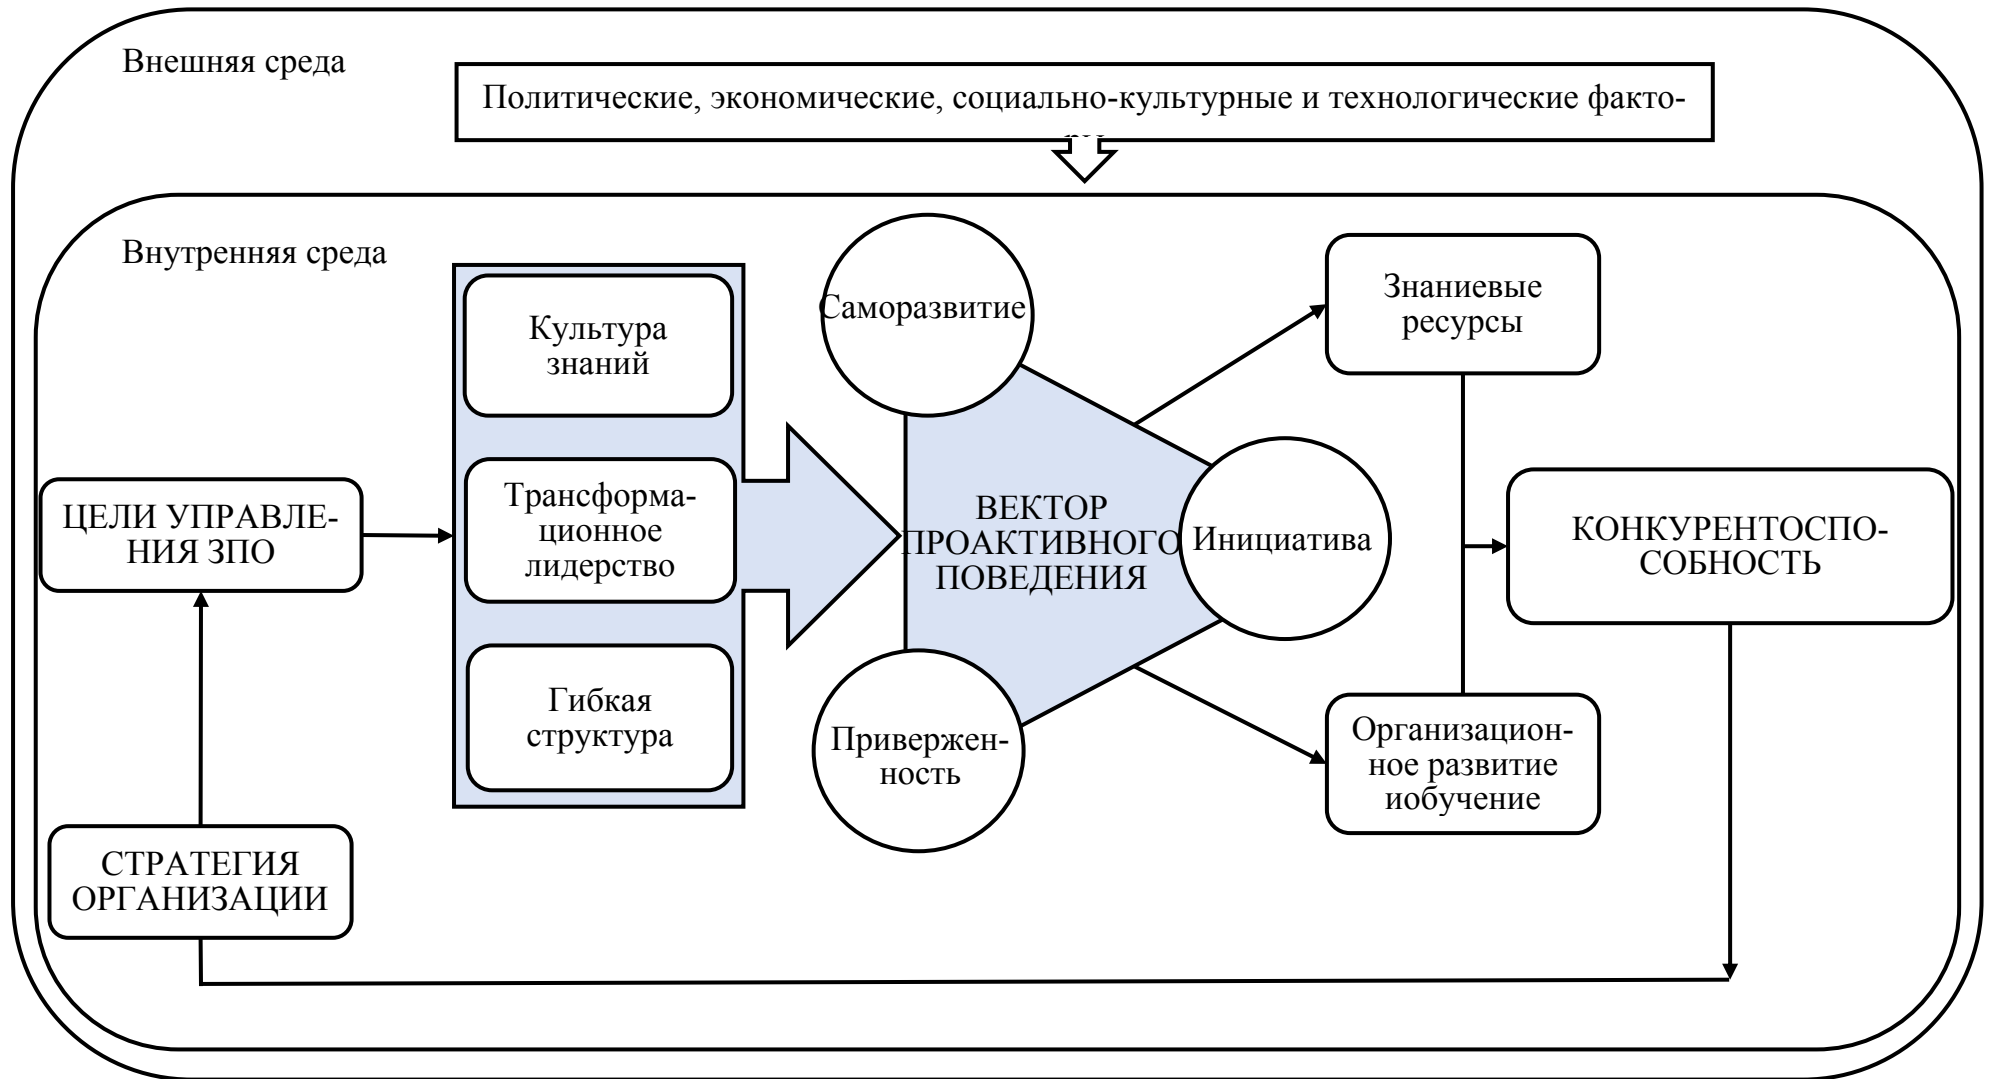 Внешняя среда
Политические, экономические, социально-культурные и технологические факто-
Внутренняя среда
Культура
знаний
Трансформа-
ционное
лидерство
Гибкая
структура
ЦЕЛИ УПРАВЛЕ-
НИЯ ЗПО
СТРАТЕГИЯ
ОРГАНИЗАЦИИ
Саморазвитие
ВЕКТОР
ПРОАКТИВНОГО
ПОВЕДЕНИЯ
Инициатива
Привержен-
ность
Знаниевые
ресурсы
Организацион-
ное развитие
иобучение
КОНКУРЕНТОСПО-
СОБНОСТЬ